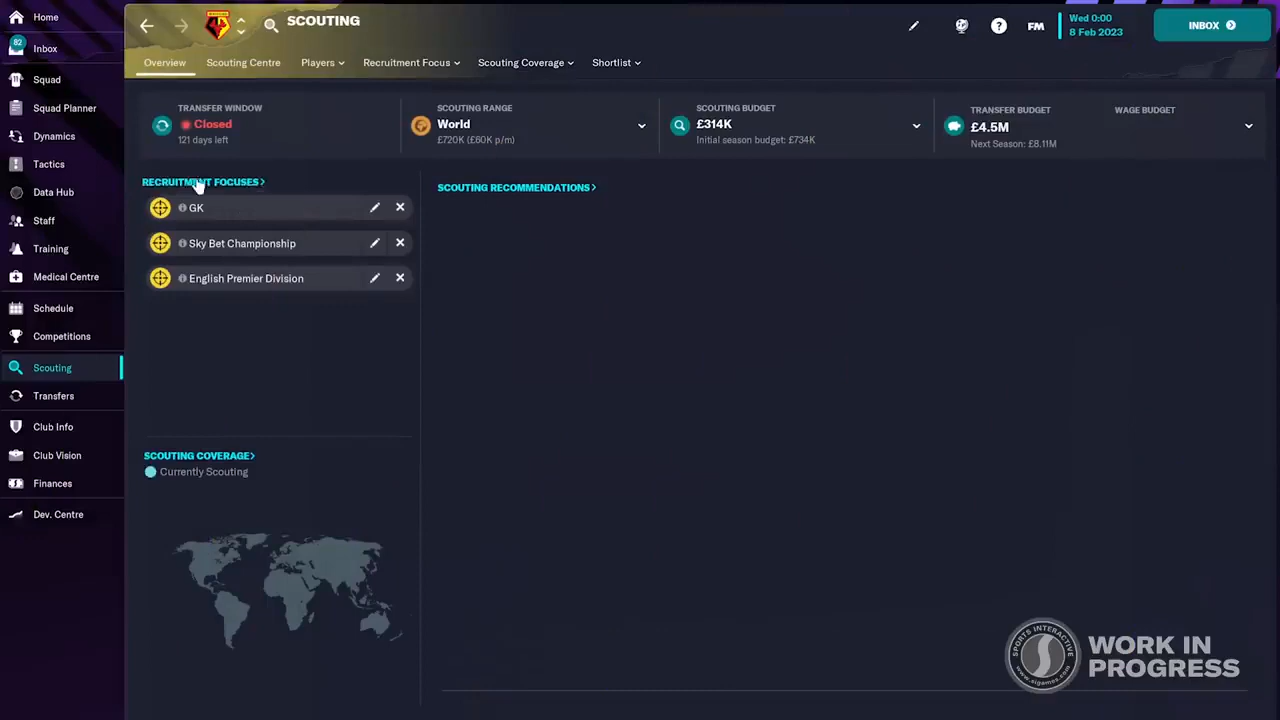 Home
SCOUTING
FM
Wed 0:00
8 Feb 2023
INBOX
82
Inbox
Squad
Squad Planner
Dynamics
Tactics
Data Hub
Staff
Training
Medical Centre
Schedule
Competitions
Scouting
Transfers
Club Info
Club Vision
Finances
Dev. Centre
Overview
Scouting Centre
Players
Recruitment Focus
Scouting Coverage
Shortlist
TRANSFER WINDOW
Closed
121 days left
SCOUTING RANGE
World
£720K (£60K p/m)
SCOUTING BUDGET
£314K
Initial season budget: £734K
TRANSFER BUDGET
£4.5M
Next Season: £8.11M
WAGE BUDGET
RECRUITMENT FOCUSES>
GK
Sky Bet Championship
English Premier Division
SCOUTING COVERAGE>
Currently Scouting
SCOUTING RECOMMENDATIONS>
SPORTS INTERACTIVE
www.sigames.com
WORK IN
PROGRESS